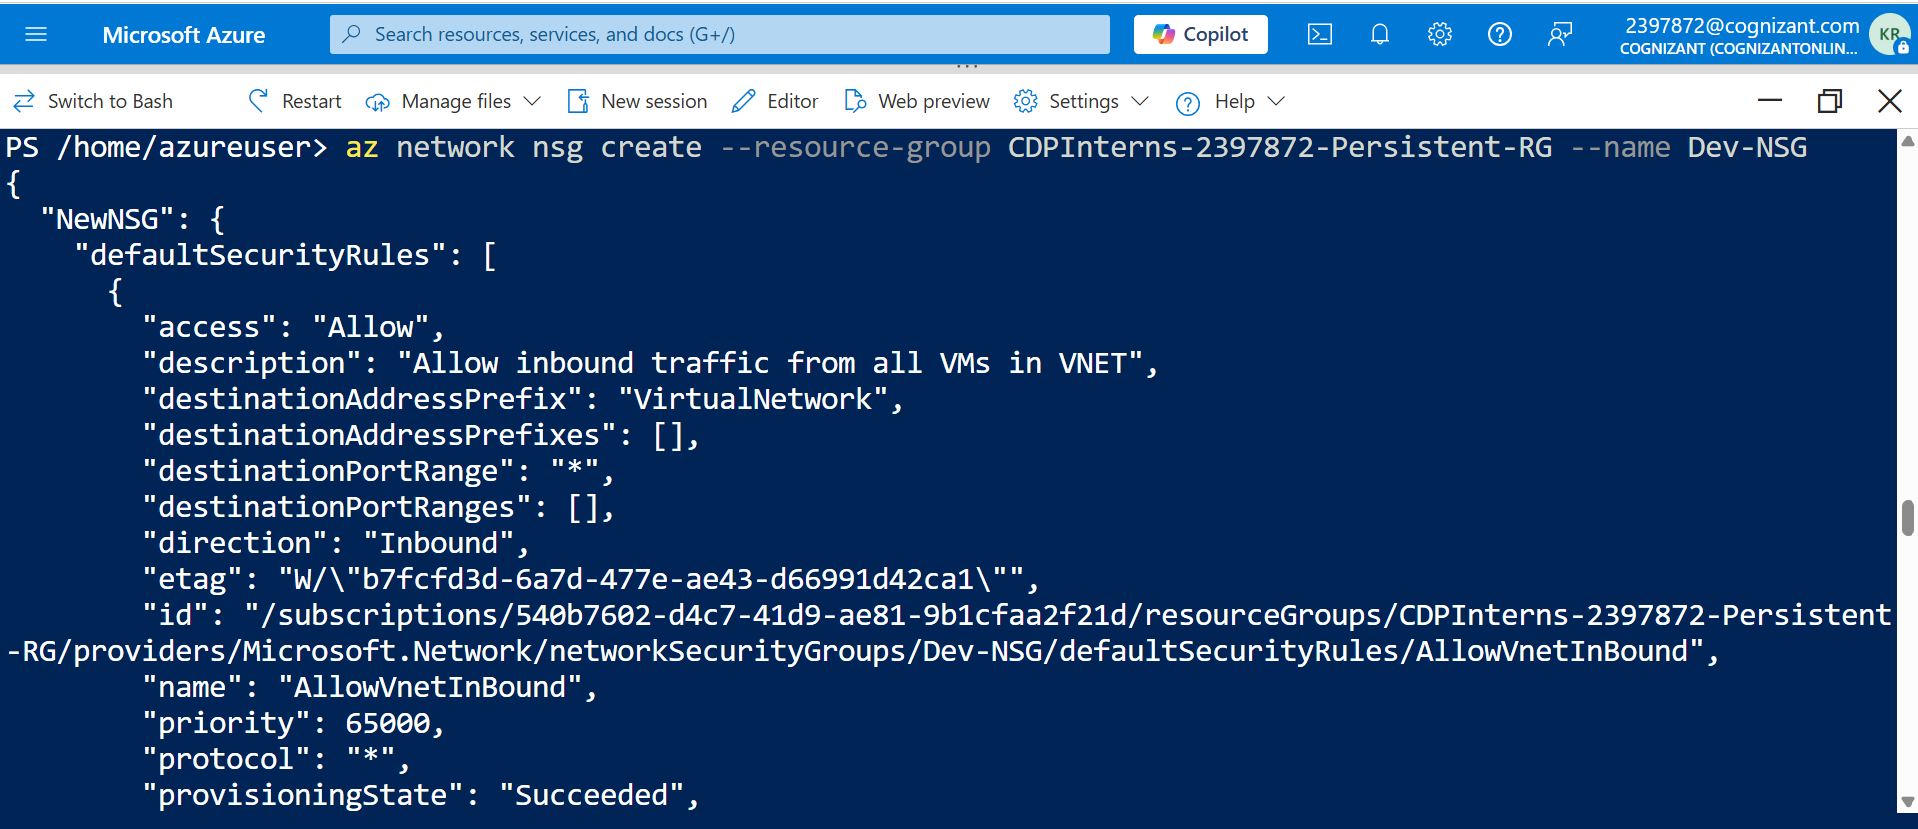 Microsoft Azure
Search resources, services, and docs (G+/)
Copilot
2397872@cognizant.com
COGNIZANT (COGNIZANTONLIN...
KR
Switch to Bash
Restart
Manage files
New session
Editor
Web preview
Settings
Help
PS /home/azureuser> az network nsg create --resource-group CDPInterns-2397872-Persistent-RG --name Dev-NSG
{
  "NewNSG": {
    "defaultSecurityRules": [
      {
        "access": "Allow",
        "description": "Allow inbound traffic from all VMs in VNET",
        "destinationAddressPrefix": "VirtualNetwork",
        "destinationAddressPrefixes": [],
        "destinationPortRange": "*",
        "destinationPortRanges": [],
        "direction": "Inbound",
        "etag": "W/\"b7fcfd3d-6a7d-477e-ae43-d66991d42ca1\"",
        "id": "/subscriptions/540b7602-d4c7-41d9-ae81-9b1cfaa2f21d/resourceGroups/CDPInterns-2397872-Persistent
-RG/providers/Microsoft.Network/networkSecurityGroups/Dev-NSG/defaultSecurityRules/AllowVnetInBound",
        "name": "AllowVnetInBound",
        "priority": 65000,
        "protocol": "*",
        "provisioningState": "Succeeded",